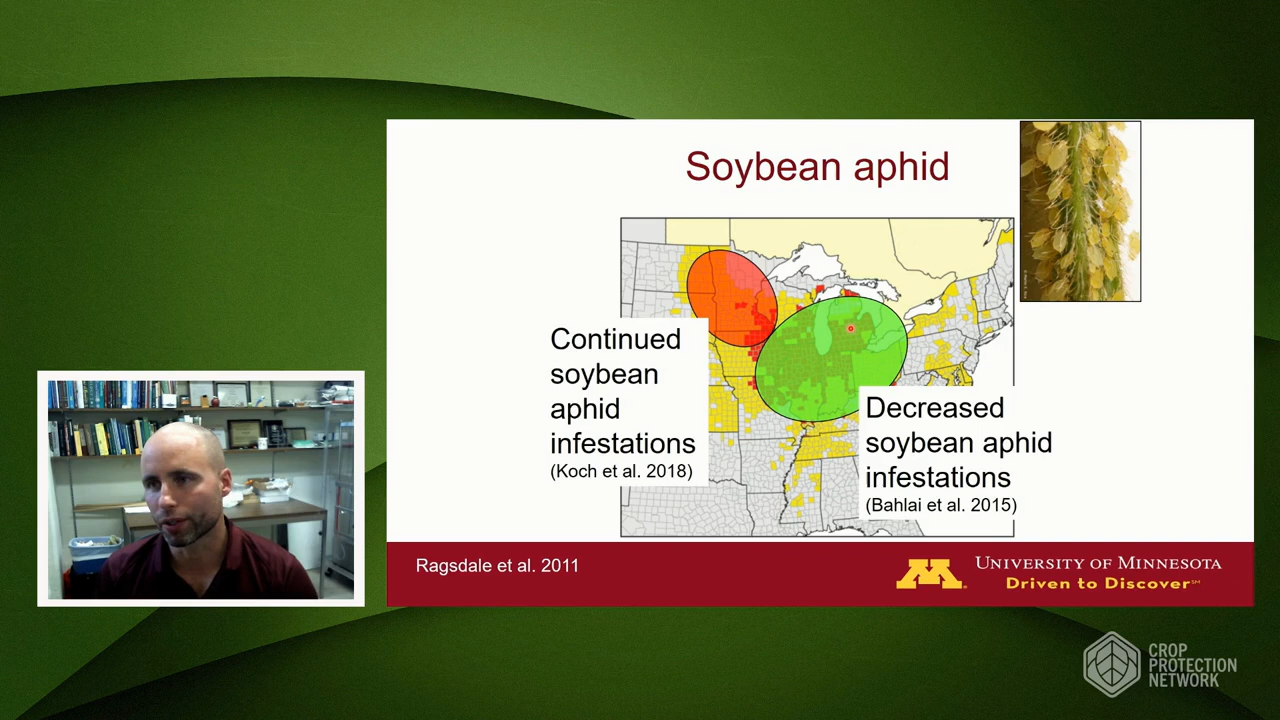 Soybean aphid
Continued
soybean
aphid
infestations
(Koch et al. 2018)
Decreased
soybean aphid
infestations
(Bahlai et al. 2015)
Ragsdale et al. 2011
UNIVERSITY OF MINNESOTA
Driven to Discover℠
CROP
PROTECTION
NETWORK